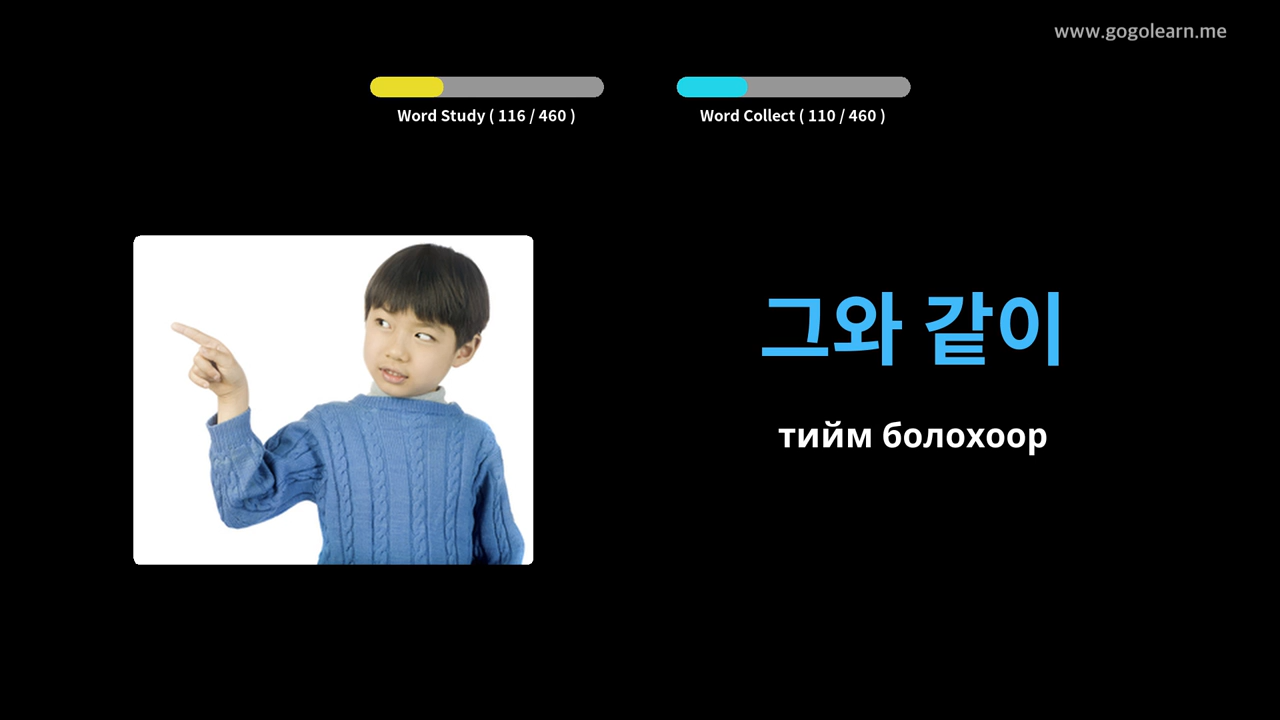 www.gogolearn.me
Word Study ( 116 / 460 )
Word Collect ( 110 / 460 )
그와 같이
тийм болохоор